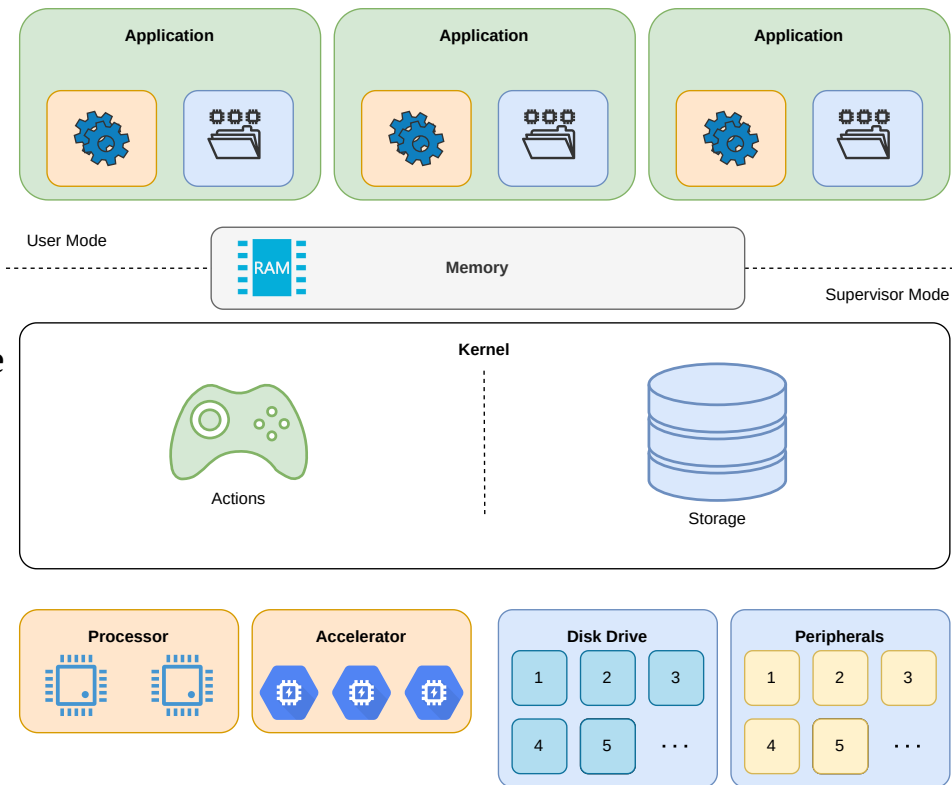 Application
Application
Application
User Mode
RAM
Memory
Supervisor Mode
e
Kernel
Actions
Storage
Processor
Accelerator
Disk Drive
Peripherals
1 2 3
4 5 ...
1 2 3
4 5 ...